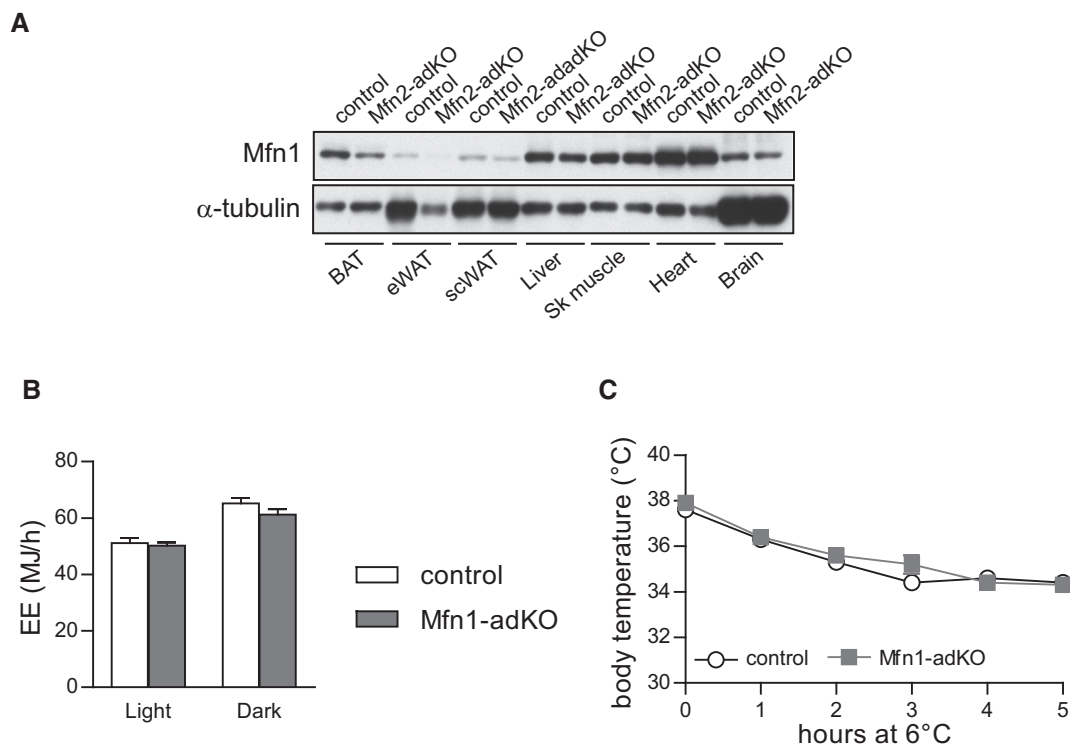 A
control
Mfn2-adKO
control
Mfn2-adKO
control
Mfn2-adadKO
control
Mfn2-adKO
control
Mfn2-adKO
control
Mfn2-adKO
control
Mfn2-adKO
Mfn1
α-tubulin
BAT
eWAT
scWAT
Liver
Sk muscle
Heart
Brain
B
80
60
40
20
0
EE (MJ/h)
Light
Dark
control
Mfn1-adKO
C
40
38
36
34
32
30
body temperature (°C)
control
Mfn1-adKO
0 1 2 3 4 5
hours at 6°C